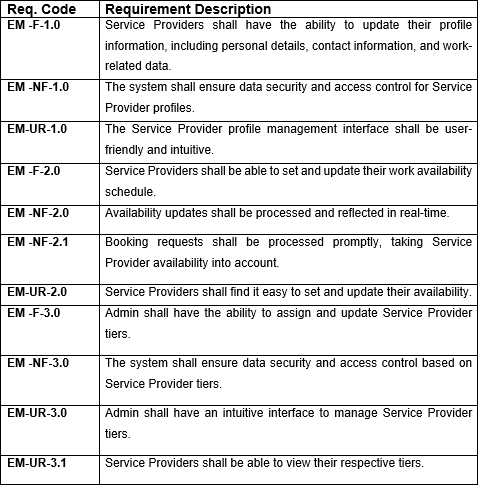 Req. Code Requirement Description
EM -F-1.0 Service Providers shall have the ability to update their profile
information, including personal details, contact information, and work-
related data.
EM -NF-1.0 The system shall ensure data security and access control for Service
Provider profiles.
EM-UR-1.0 The Service Provider profile management interface shall be user-
friendly and intuitive.
EM -F-2.0 Service Providers shall be able to set and update their work availability
schedule.
EM -NF-2.0 Availability updates shall be processed and reflected in real-time.
EM -NF-2.1 Booking requests shall be processed promptly, taking Service
Provider availability into account.
EM-UR-2.0 Service Providers shall find it easy to set and update their availability.
EM -F-3.0 Admin shall have the ability to assign and update Service Provider
tiers.
EM -NF-3.0 The system shall ensure data security and access control based on
Service Provider tiers.
EM-UR-3.0 Admin shall have an intuitive interface to manage Service Provider
tiers.
EM-UR-3.1 Service Providers shall be able to view their respective tiers.